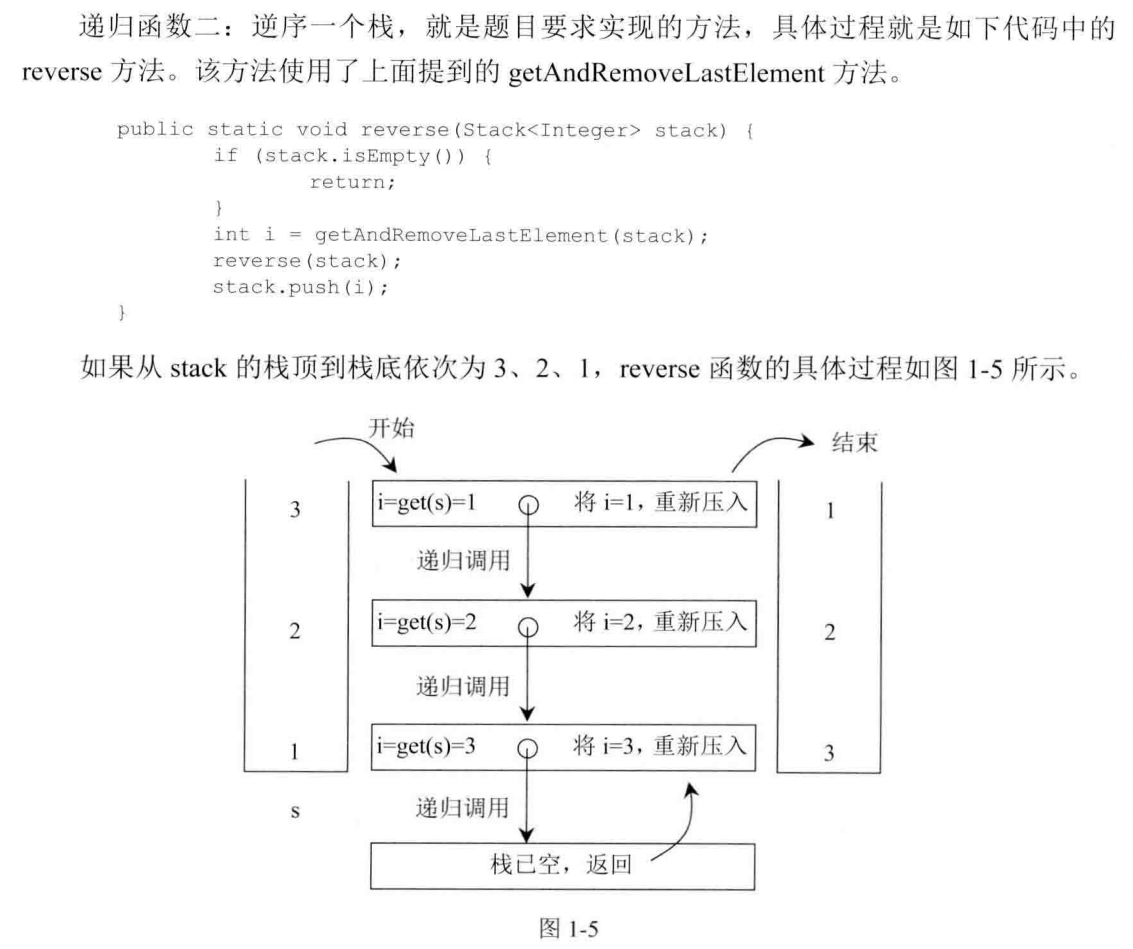 递归函数二：逆序一个栈，就是题目要求实现的方法，具体过程就是如下代码中的
reverse 方法。该方法使用了上面提到的 getAndRemoveLastElement 方法。
public static void reverse(Stack<Integer> stack) {
if (stack.isEmpty()) {
return;
}
int i = getAndRemoveLastElement(stack);
reverse(stack);
stack.push(i);
}
如果从 stack 的栈顶到栈底依次为 3、2、1，reverse 函数的具体过程如图 1-5 所示。
开始
结束
3
i=get(s)=1
将 i=1，重新压入
1
递归调用
2
i=get(s)=2
将 i=2，重新压入
2
递归调用
1
i=get(s)=3
将 i=3，重新压入
3
s
递归调用
栈已空，返回
图 1-5